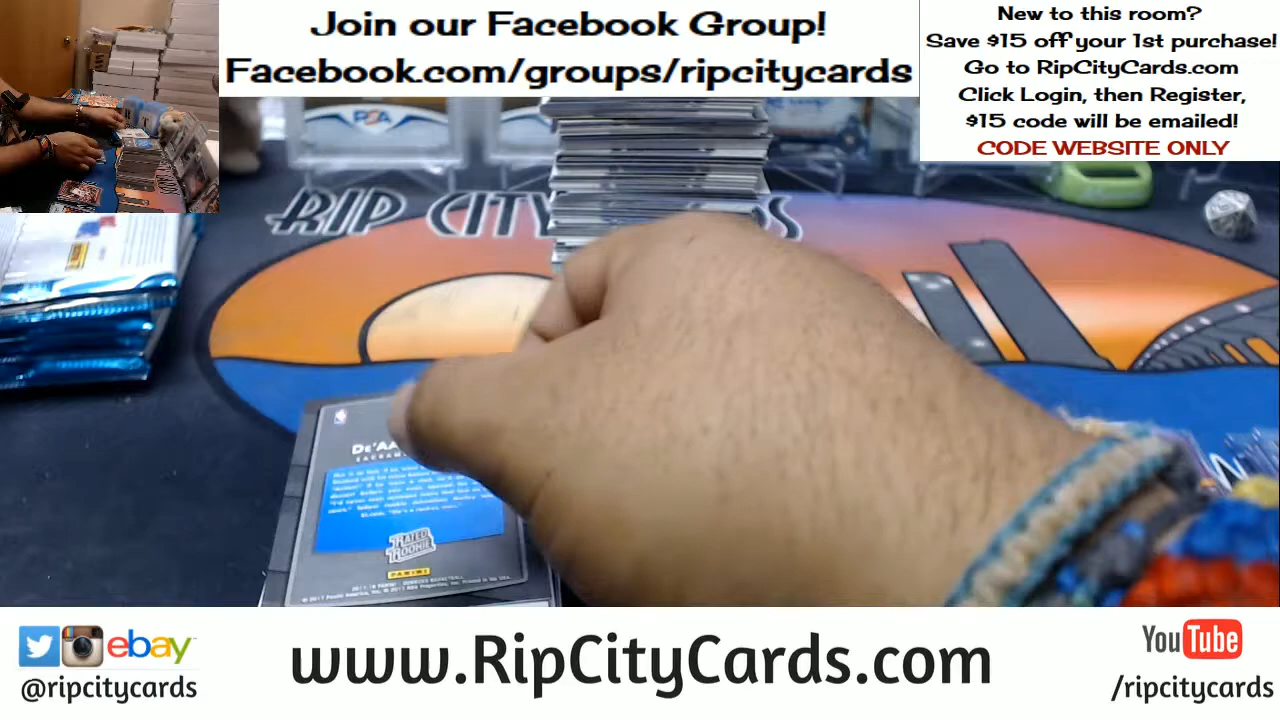 Join our Facebook Group!
Facebook.com/groups/ripcitycards
New to this room?
Save $15 off your 1st purchase!
Go to RipCityCards.com
Click Login, then Register,
$15 code will be emailed!
CODE WEBSITE ONLY
PSA
RIP CITY
DE'AA
RATED
ROOKIE
PANINI
ebay
@ripcitycards
www.RipCityCards.com
YouTube
/ripcitycards